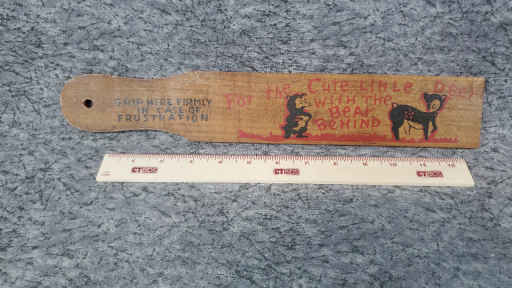 GRIP HERE FIRMLY
IN CASE OF
FRUSTRATION
For the Cute Little Deer
WITH THE
BEAR
BEHIND